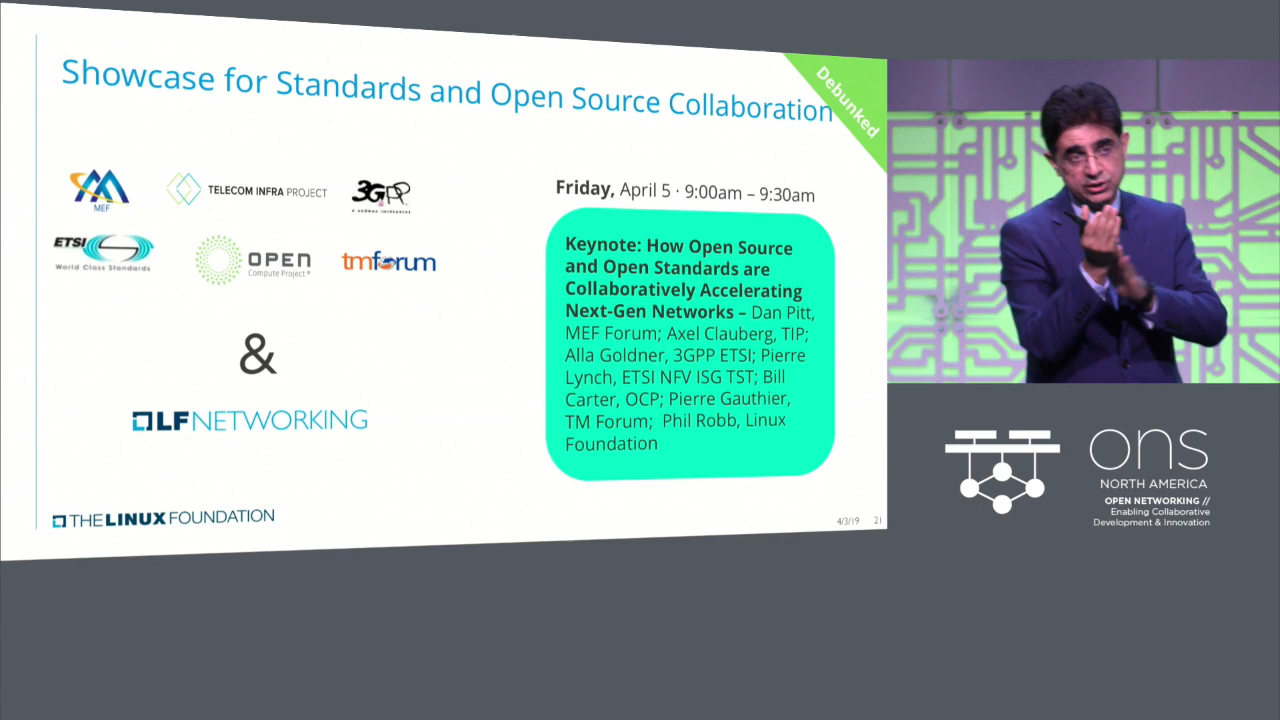 Showcase for Standards and Open Source Collaboration
Debunked
MEF
TELECOM INFRA PROJECT
3GPP
A GLOBAL INITIATIVE
ETSI
World Class Standards
OPEN
Compute Project®
tmforum
&
LFNETWORKING
Friday, April 5 · 9:00am – 9:30am
Keynote: How Open Source
and Open Standards are
Collaboratively Accelerating
Next-Gen Networks – Dan Pitt,
MEF Forum; Axel Clauberg, TIP;
Alla Goldner, 3GPP ETSI; Pierre
Lynch, ETSI NFV ISG TST; Bill
Carter, OCP; Pierre Gauthier,
TM Forum; Phil Robb, Linux
Foundation
THE LINUX FOUNDATION
4/3/19 21
ons
NORTH AMERICA
OPEN NETWORKING //
Enabling Collaborative
Development & Innovation